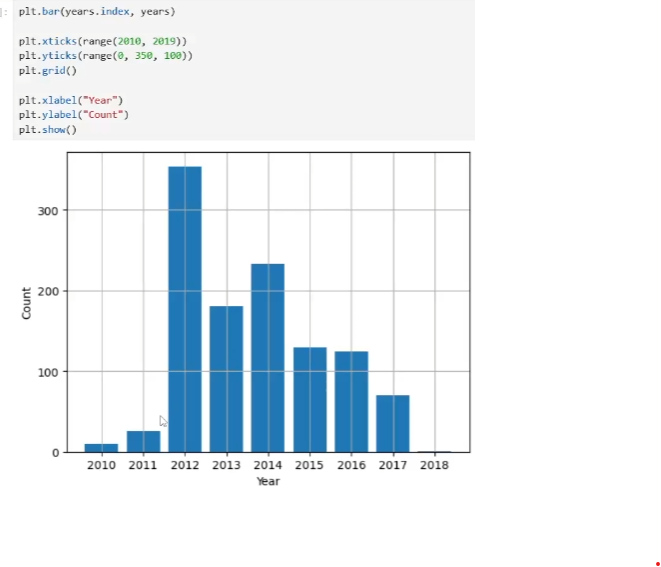 ]:
plt.bar(years.index, years)
plt.xticks(range(2010, 2019))
plt.yticks(range(0, 350, 100))
plt.grid()
plt.xlabel("Year")
plt.ylabel("Count")
plt.show()
300
200
100
0
Count
2010 2011 2012 2013 2014 2015 2016 2017 2018
Year